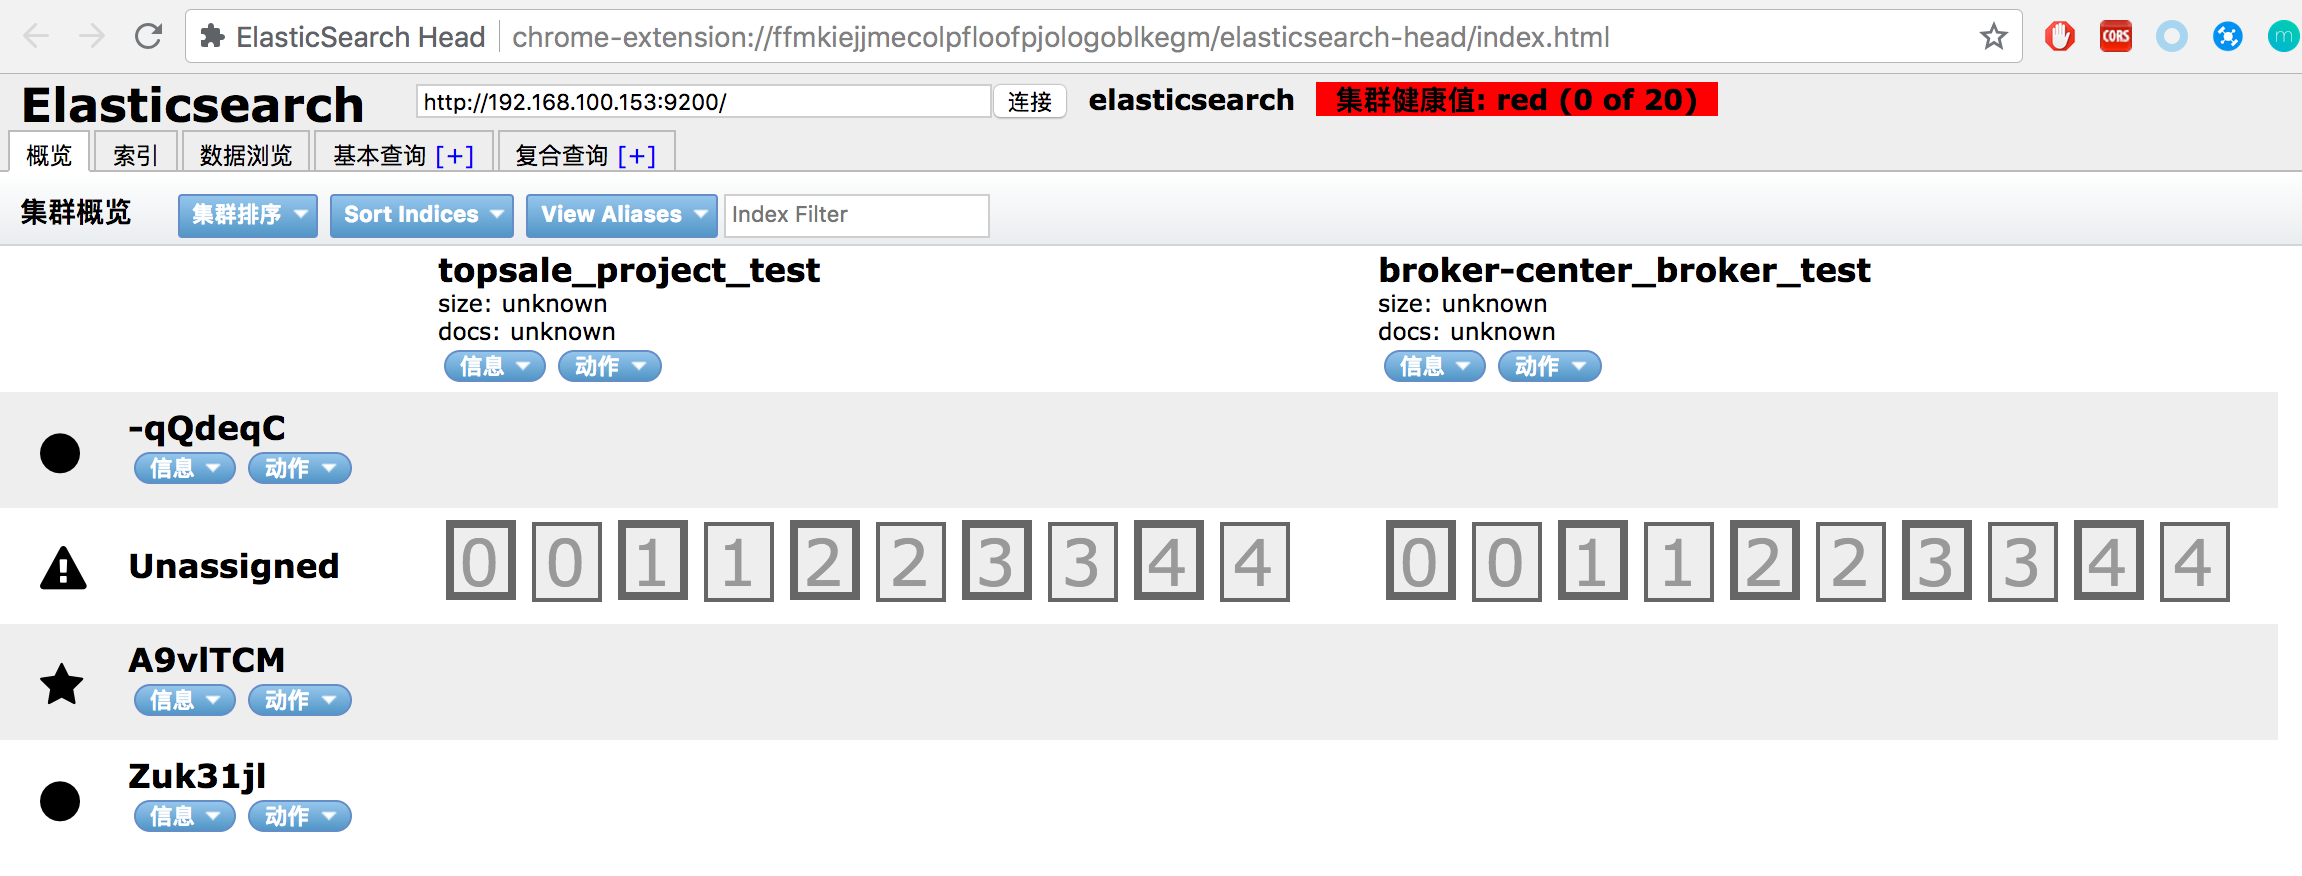 ElasticSearch Head chrome-extension://ffmkiejjmecolpfloofpjologoblkegm/elasticsearch-head/index.html CORS m
Elasticsearch http://192.168.100.153:9200/ 连接 elasticsearch 集群健康值: red (0 of 20)
概览 索引 数据浏览 基本查询 [+] 复合查询 [+]
集群概览 集群排序 Sort Indices View Aliases Index Filter
topsale_project_test broker-center_broker_test
size: unknown size: unknown
docs: unknown docs: unknown
信息 动作 信息 动作
-qQdeqC
信息 动作
Unassigned 0 0 1 1 2 2 3 3 4 4 0 0 1 1 2 2 3 3 4 4
A9vlTCM
信息 动作
Zuk31jl
信息 动作